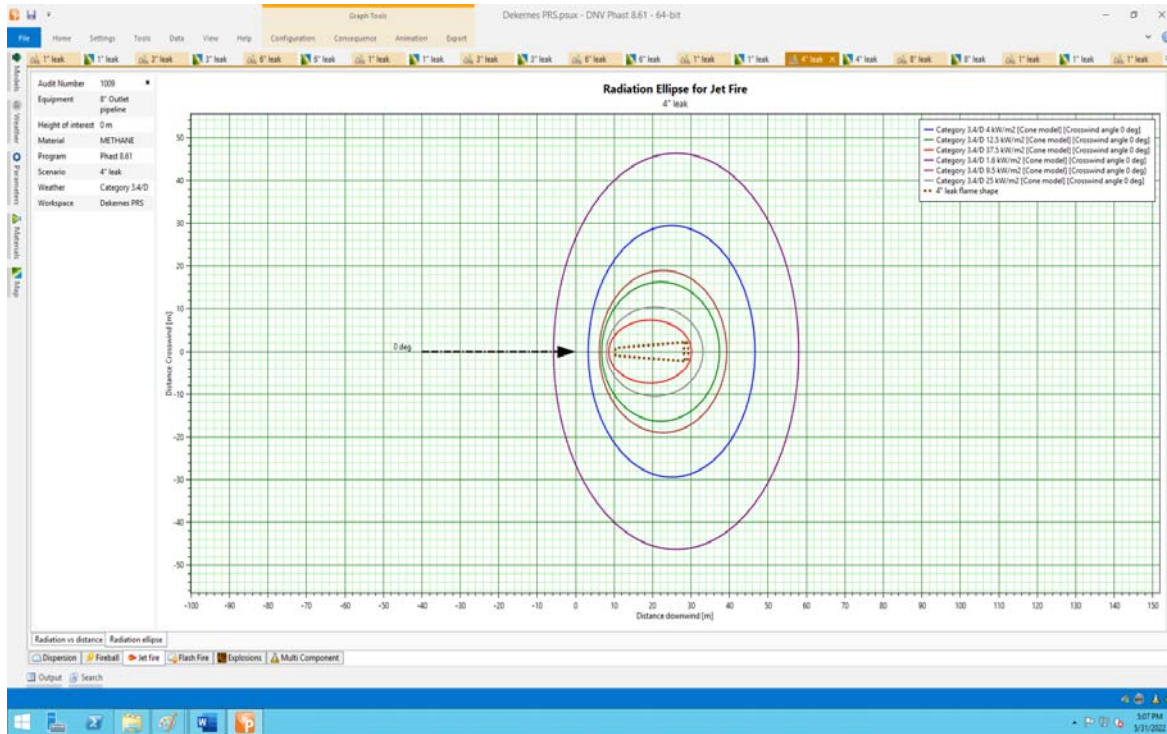 Graph Tools
Dekernes PRS.psux - DNV Phast 8.61 - 64-bit
File Home Settings Tools Data View Help Configuration Consequence Animation Export
1" leak 1" leak 3" leak 3" leak 6" leak 6" leak 1" leak 1" leak 3" leak 3" leak 6" leak 6" leak 1" leak 1" leak 4" leak 4" leak 8" leak 8" leak 1" leak 1" leak 1" leak
Models
Weather
Parameters
Materials
Map
Audit Number 1009
Equipment 8" Outlet
pipeline
Height of interest 0 m
Material METHANE
Program Phast 8.61
Scenario 4" leak
Weather Category 3.4/D
Workspace Dekernes PRS
Radiation Ellipse for Jet Fire
4" leak
Category 3.4/D 4 kW/m2 [Cone model] [Crosswind angle 0 deg]
Category 3.4/D 12.5 kW/m2 [Cone model] [Crosswind angle 0 deg]
Category 3.4/D 37.5 kW/m2 [Cone model] [Crosswind angle 0 deg]
Category 3.4/D 1.6 kW/m2 [Cone model] [Crosswind angle 0 deg]
Category 3.4/D 9.5 kW/m2 [Cone model] [Crosswind angle 0 deg]
Category 3.4/D 25 kW/m2 [Cone model] [Crosswind angle 0 deg]
4" leak flame shape
50
40
30
20
10
0
-10
-20
-30
-40
-50
Distance Crosswind [m]
0 deg
-100 -90 -80 -70 -60 -50 -40 -30 -20 -10 0 10 20 30 40 50 60 70 80 90 100 110 120 130 140 150
Distance downwind [m]
Radiation vs distance Radiation ellipse
Dispersion Fireball Jet fire Flash Fire Explosions Multi Component
Output Search
5:07 PM
5/31/2022